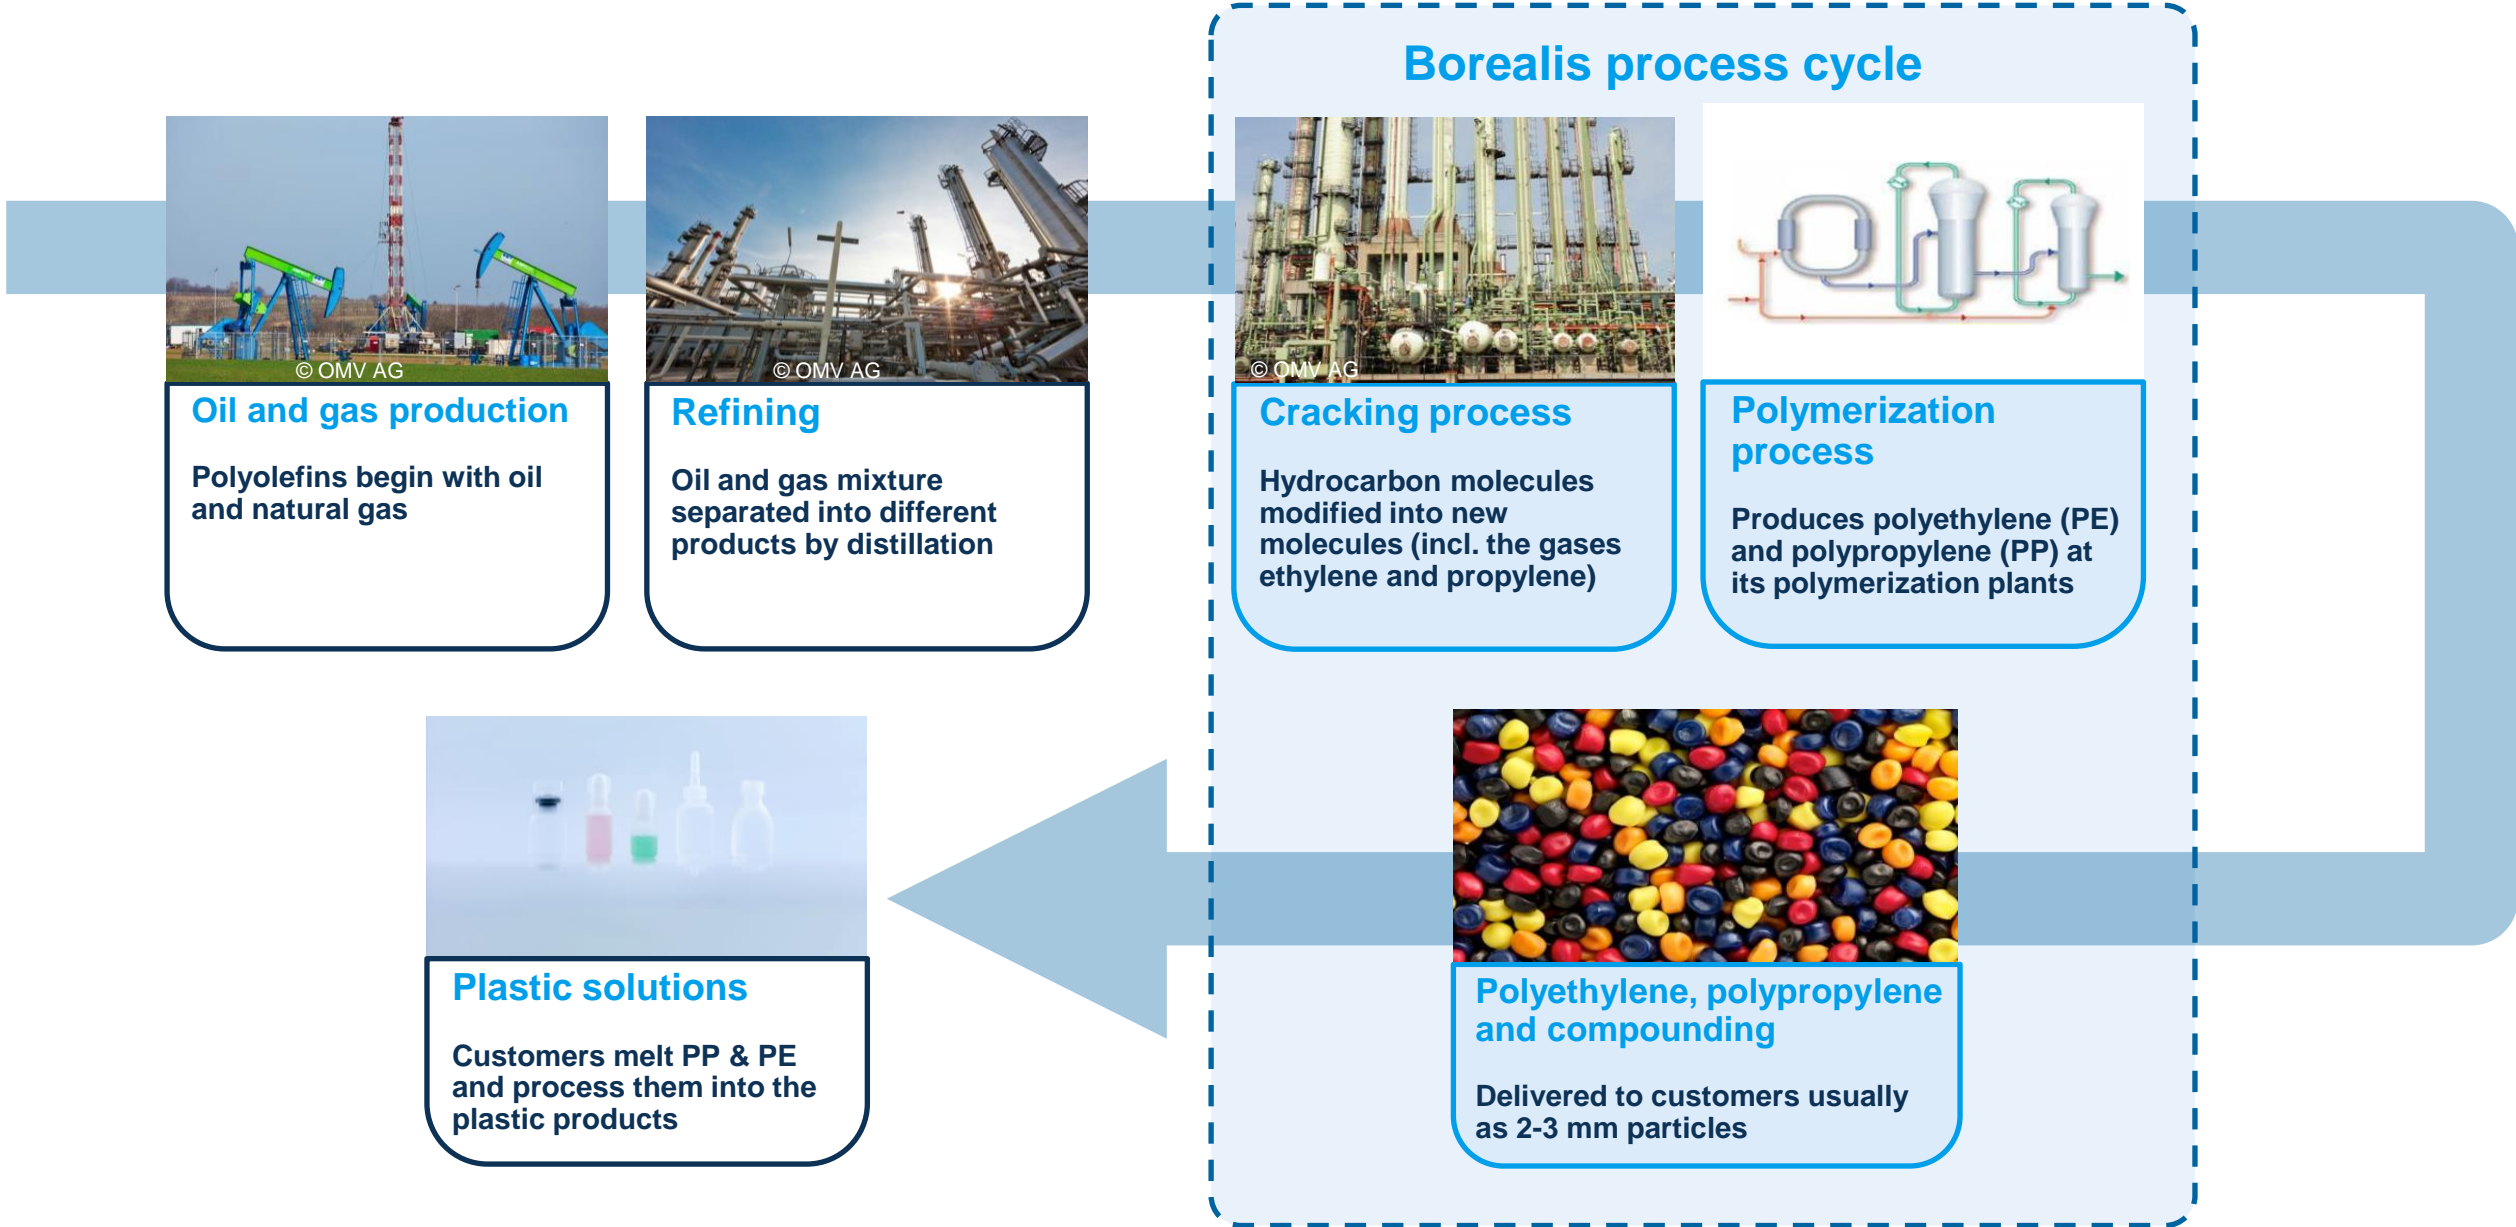 Borealis process cycle
© OMV AG
© OMV AG
© OMV AG
Oil and gas production
Polyolefins begin with oil
and natural gas
Refining
Oil and gas mixture
separated into different
products by distillation
Cracking process
Hydrocarbon molecules
modified into new
molecules (incl. the gases
ethylene and propylene)
Polymerization
process
Produces polyethylene (PE)
and polypropylene (PP) at
its polymerization plants
Polyethylene, polypropylene
and compounding
Delivered to customers usually
as 2-3 mm particles
Plastic solutions
Customers melt PP & PE
and process them into the
plastic products